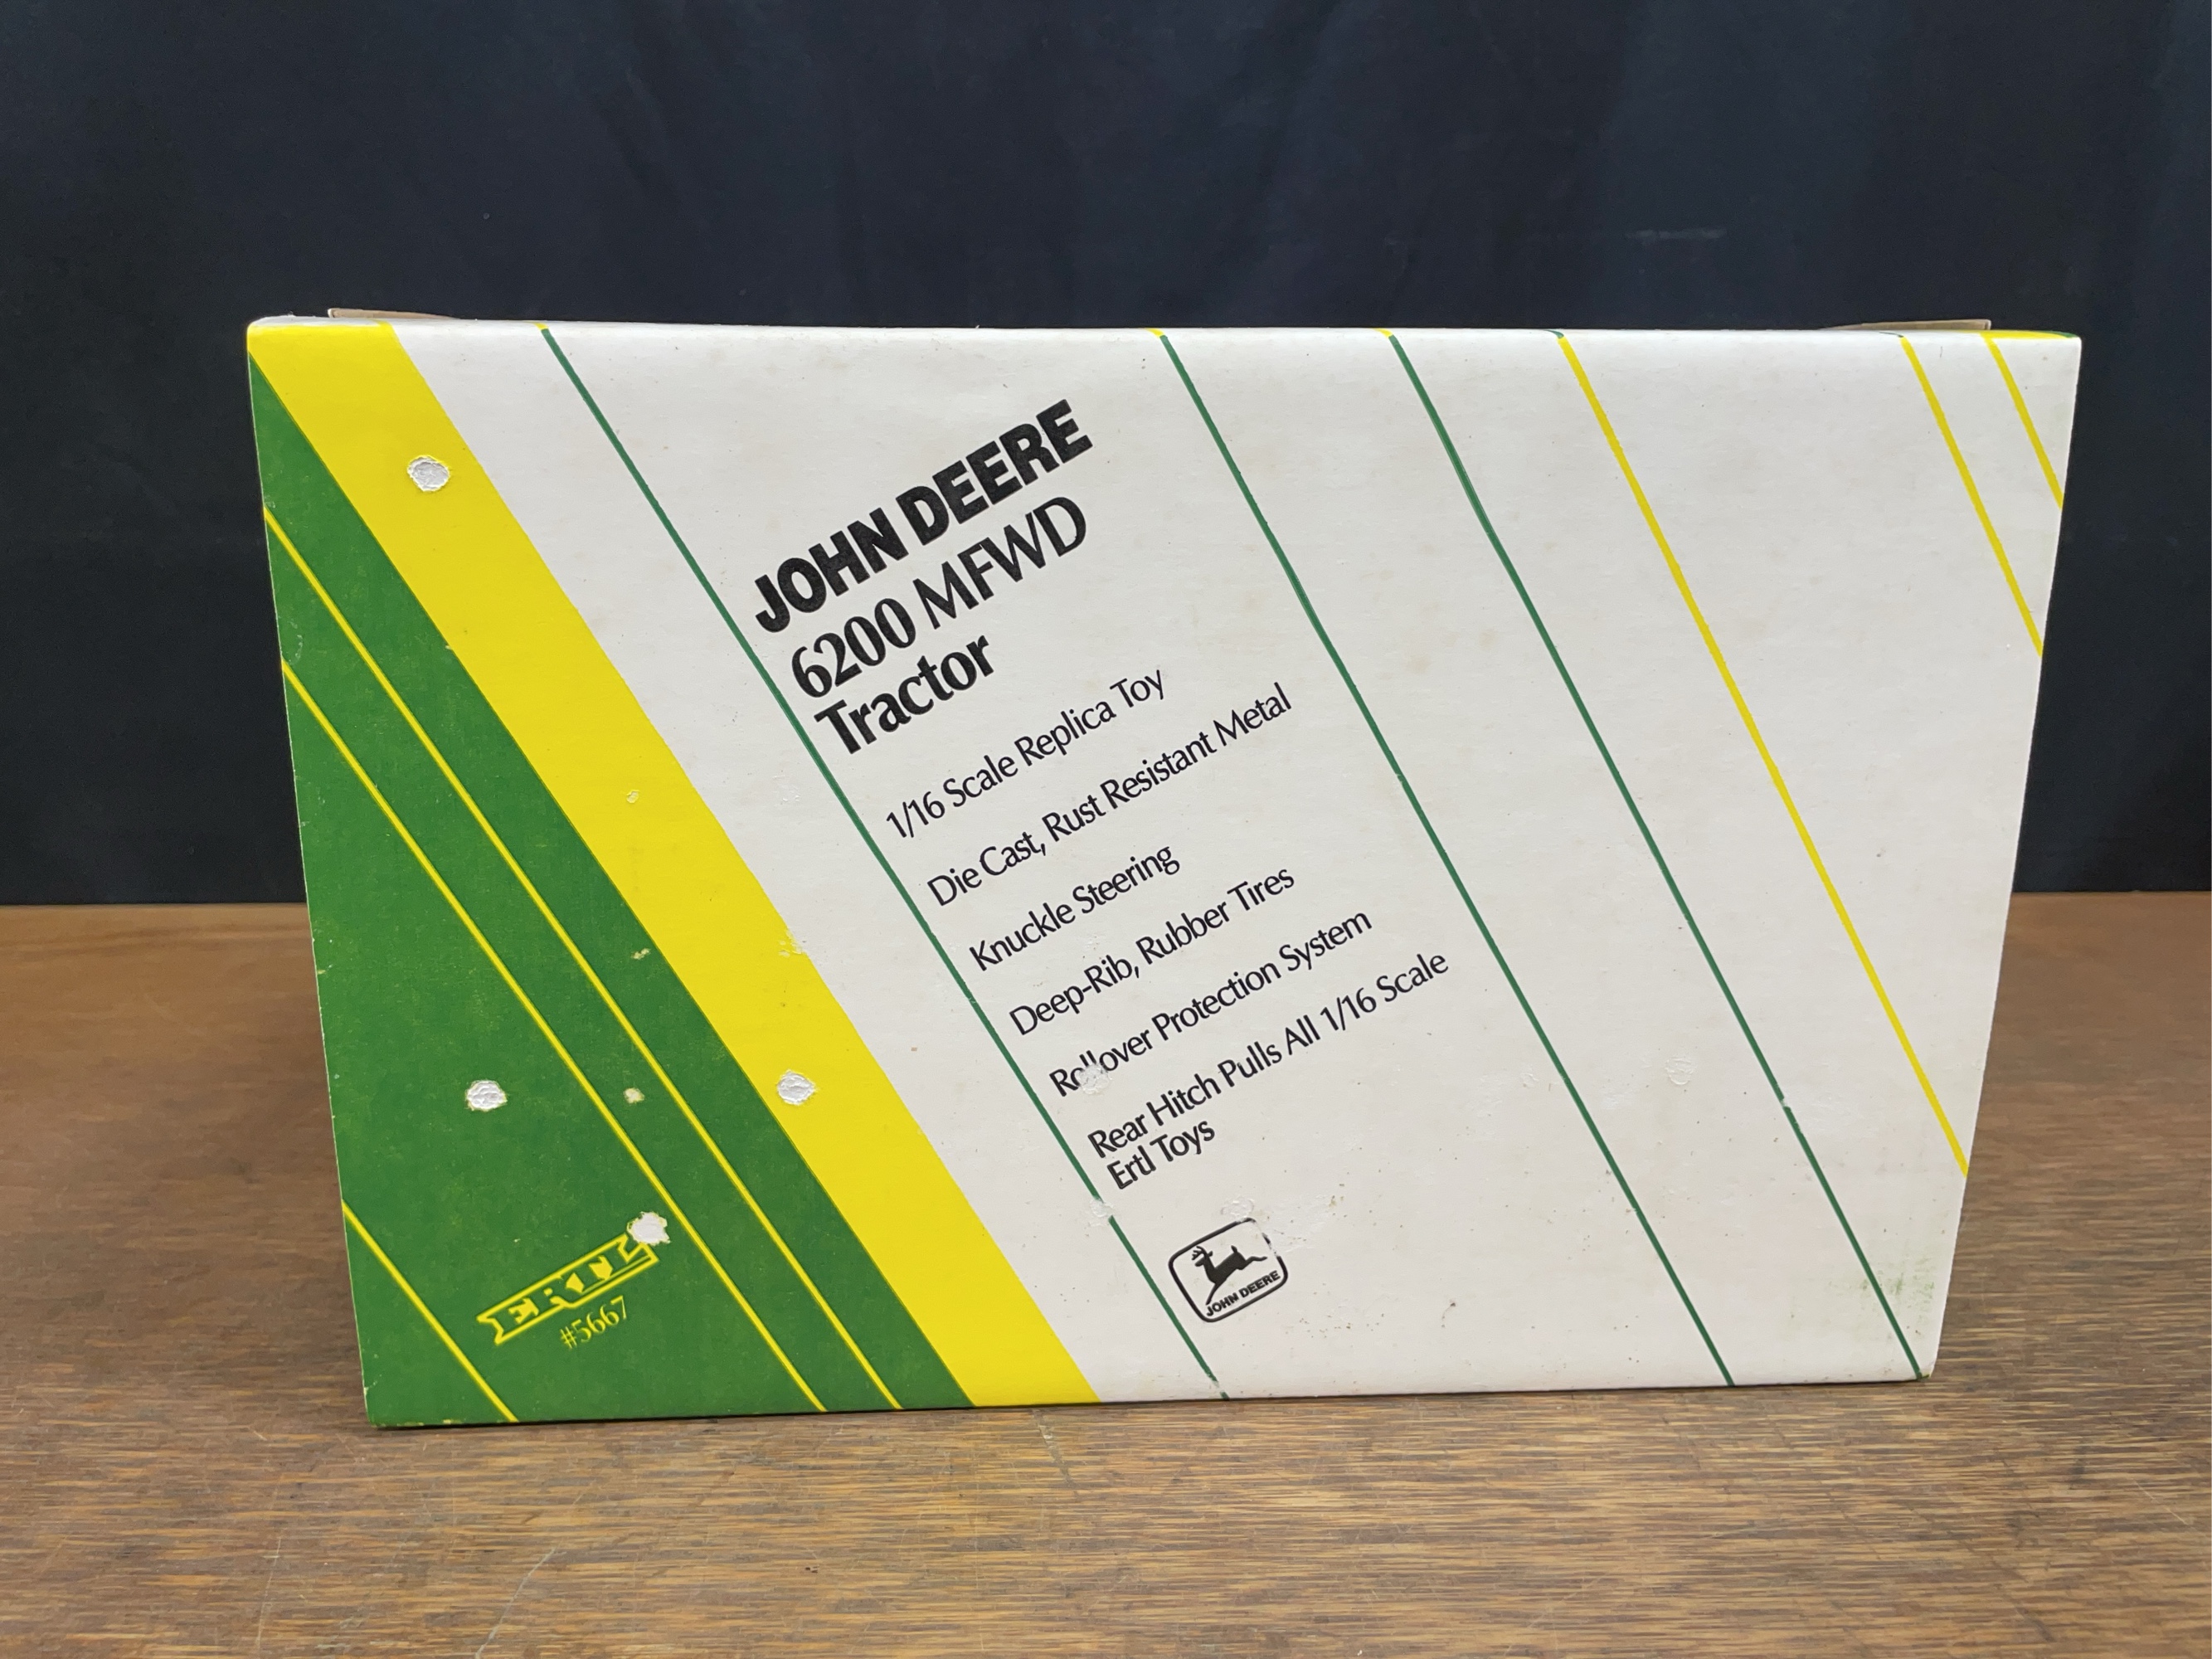 JOHN DEERE
6200 MFWD
Tractor
1/16 Scale Replica Toy
Die Cast, Rust Resistant Metal
Knuckle Steering
Deep-Rib, Rubber Tires
Rollover Protection System
Rear Hitch Pulls All 1/16 Scale
Ertl Toys
JOHN DEERE
ERTL
#5667